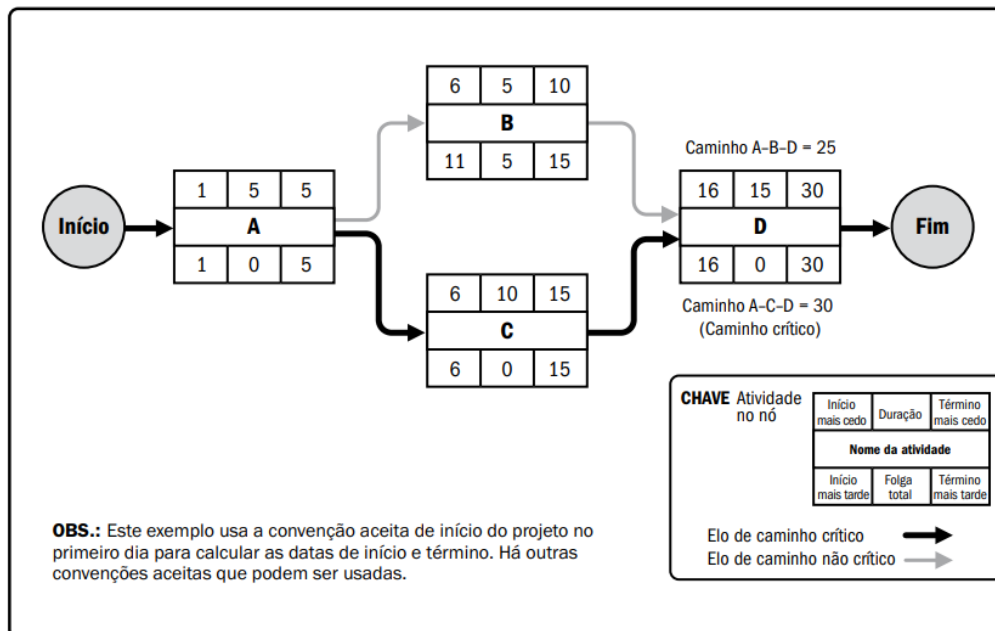 6 5 10
B
11 5 15
Caminho A–B–D = 25
Início
1 5 5
A
1 0 5
16 15 30
D
16 0 30
Fim
6 10 15
C
6 0 15
Caminho A–C–D = 30
(Caminho crítico)
CHAVE Atividade
no nó
Início
mais cedo
Duração
Término
mais cedo
Nome da atividade
Início
mais tarde
Folga
total
Término
mais tarde
Elo de caminho crítico
Elo de caminho não crítico
OBS.: Este exemplo usa a convenção aceita de início do projeto no
primeiro dia para calcular as datas de início e término. Há outras
convenções aceitas que podem ser usadas.